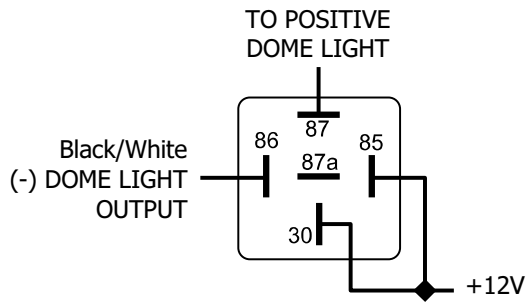 TO POSITIVE
DOME LIGHT
87
86
85
87a
Black/White
(-) DOME LIGHT
OUTPUT
30
+12V